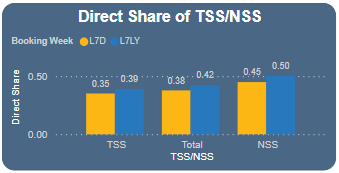 Direct Share of TSS/NSS
Booking Week L7D L7LY
Direct Share
0.50
0.00
0.35 0.39 0.38 0.42 0.45 0.50
TSS Total NSS
TSS/NSS